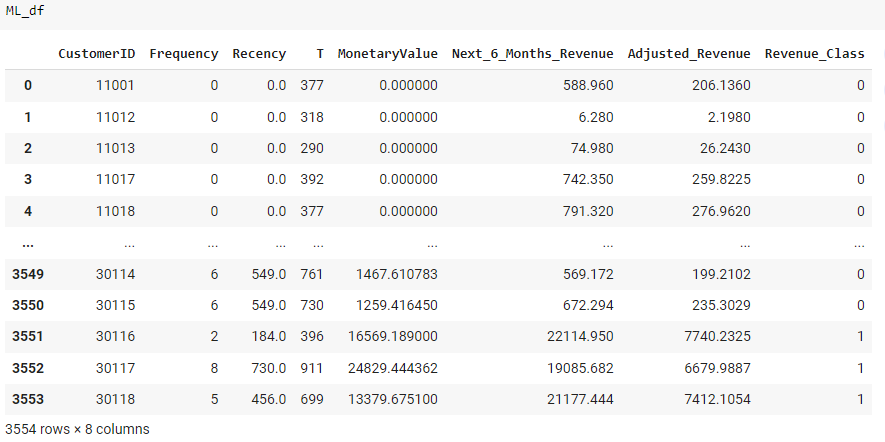 ML_df
CustomerID Frequency Recency T MonetaryValue Next_6_Months_Revenue Adjusted_Revenue Revenue_Class
0 11001 0 0.0 377 0.000000 588.960 206.1360 0
1 11012 0 0.0 318 0.000000 6.280 2.1980 0
2 11013 0 0.0 290 0.000000 74.980 26.2430 0
3 11017 0 0.0 392 0.000000 742.350 259.8225 0
4 11018 0 0.0 377 0.000000 791.320 276.9620 0
... ... ... ... ... ... ... ... ...
3549 30114 6 549.0 761 1467.610783 569.172 199.2102 0
3550 30115 6 549.0 730 1259.416450 672.294 235.3029 0
3551 30116 2 184.0 396 16569.189000 22114.950 7740.2325 1
3552 30117 8 730.0 911 24829.444362 19085.682 6679.9887 1
3553 30118 5 456.0 699 13379.675100 21177.444 7412.1054 1
3554 rows × 8 columns